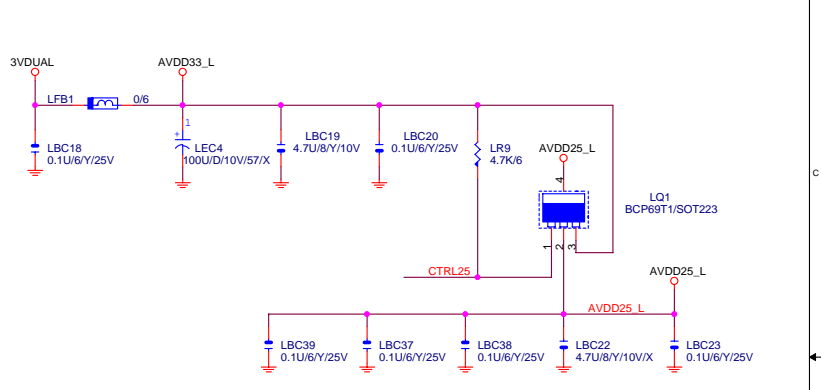 3VDUAL
AVDD33_L
LFB1
0/6
1
+
LBC18
0.1U/6/Y/25V
LEC4
100U/D/10V/57/X
LBC19
4.7U/8/Y/10V
LBC20
0.1U/6/Y/25V
LR9
4.7K/6
AVDD25_L
4
LQ1
BCP69T1/SOT223
1
2
3
C
CTRL25
AVDD25_L
AVDD25_L
LBC39
0.1U/6/Y/25V
LBC37
0.1U/6/Y/25V
LBC38
0.1U/6/Y/25V
LBC22
4.7U/8/Y/10V/X
LBC23
0.1U/6/Y/25V